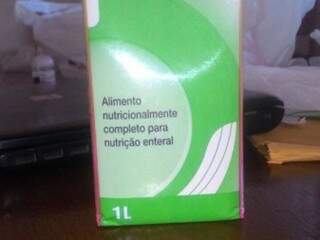 Alimento
nutricionalmente
completo para
nutrição enteral
1L